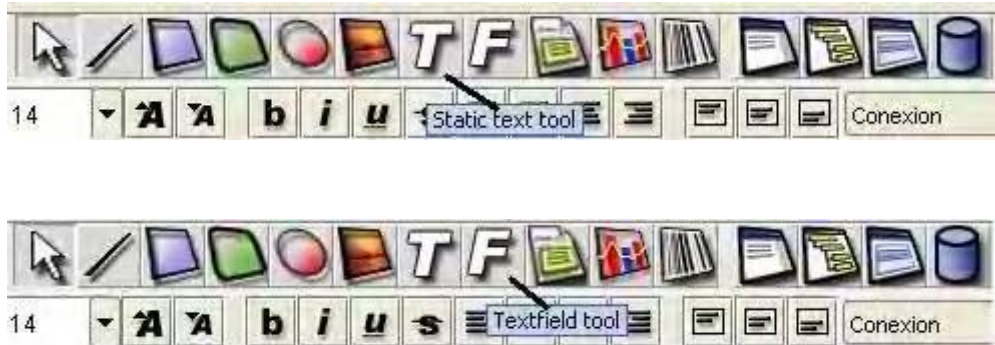 T F
14 A A b i u Static text tool Conexion
T F
14 A A b i u S Textfield tool Conexion